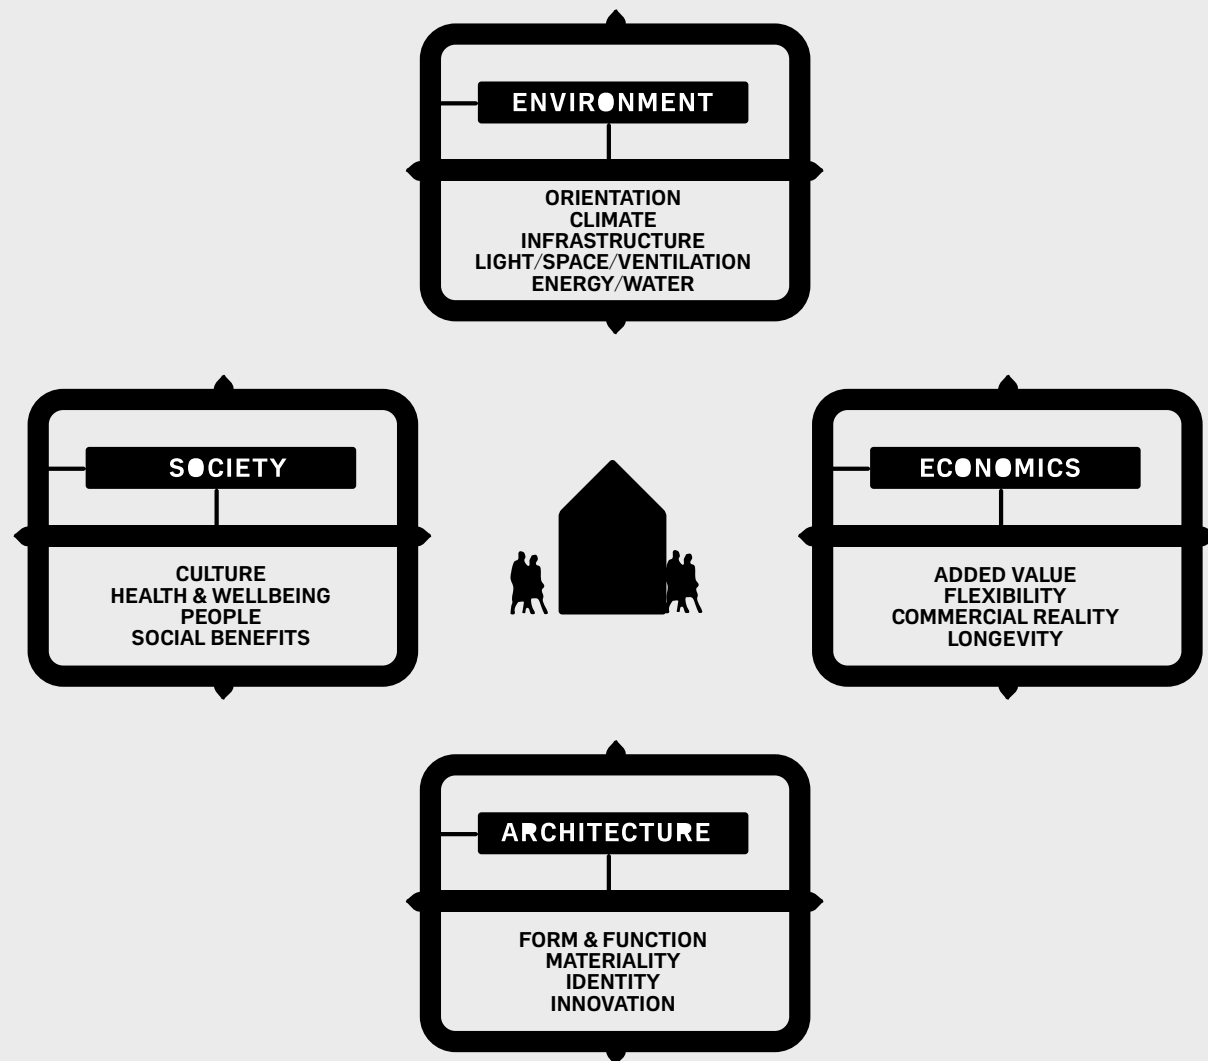 ENVIRONMENT
ORIENTATION
CLIMATE
INFRASTRUCTURE
LIGHT/SPACE/VENTILATION
ENERGY/WATER
SOCIETY
CULTURE
HEALTH & WELLBEING
PEOPLE
SOCIAL BENEFITS
ECONOMICS
ADDED VALUE
FLEXIBILITY
COMMERCIAL REALITY
LONGEVITY
ARCHITECTURE
FORM & FUNCTION
MATERIALITY
IDENTITY
INNOVATION